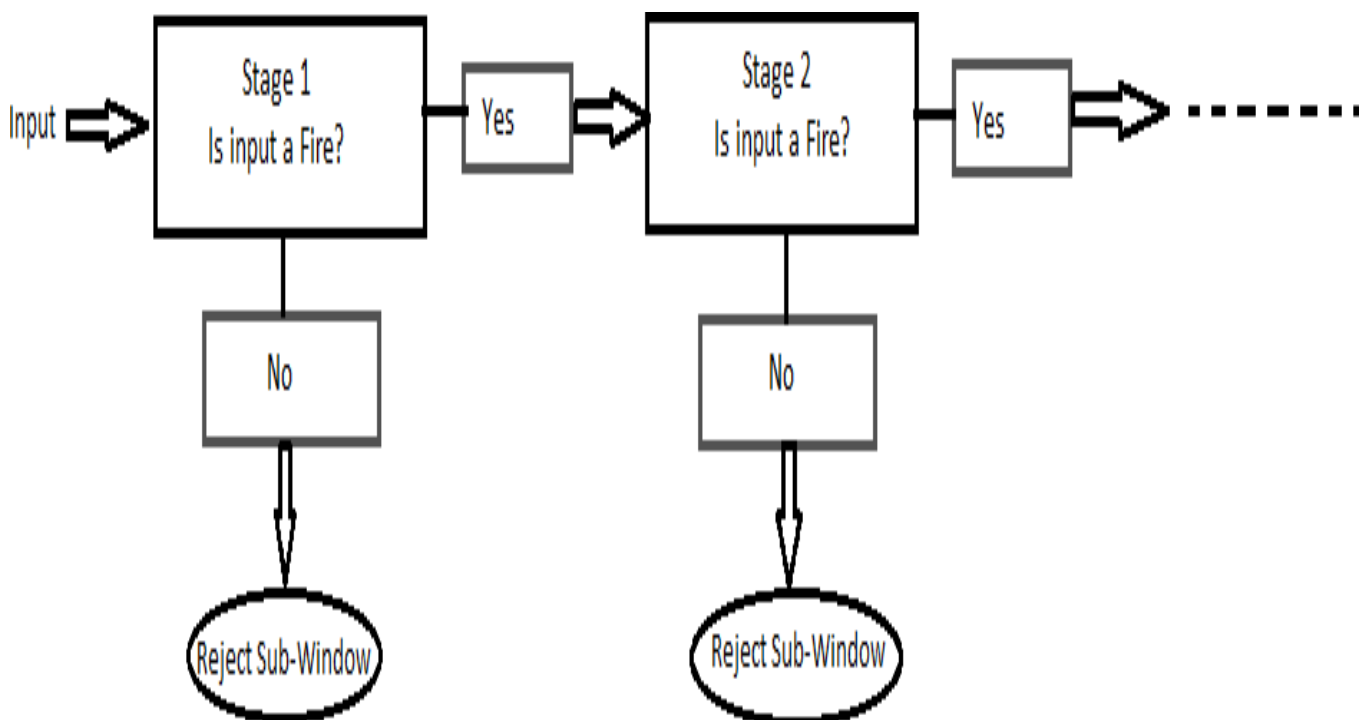 Input
Stage 1
Is input a Fire?
Yes
Stage 2
Is input a Fire?
Yes
No
No
Reject Sub-Window
Reject Sub-Window